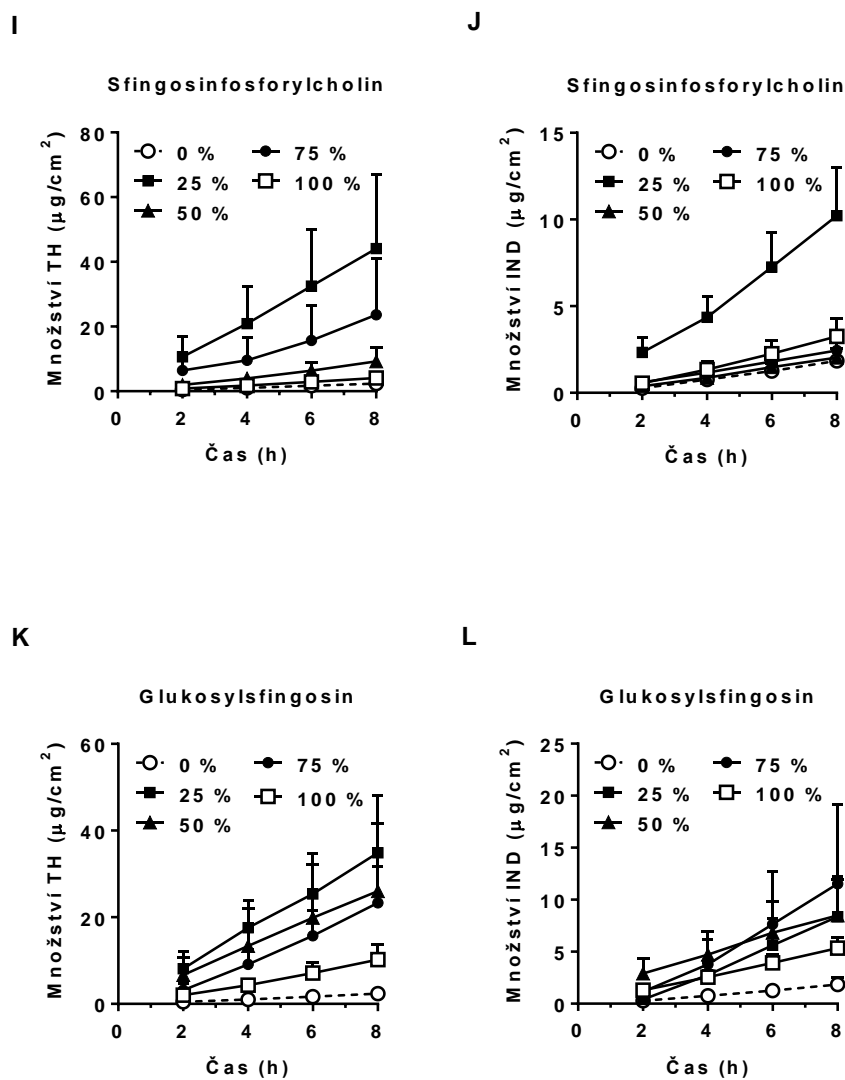 I
Sfingosinfosforylcholin
Množství TH (µg/cm²)
80
60
40
20
0
0 %
25 %
50 %
75 %
100 %
0 2 4 6 8
Čas (h)
J
Sfingosinfosforylcholin
Množství IND (µg/cm²)
15
10
5
0
0 %
25 %
50 %
75 %
100 %
0 2 4 6 8
Čas (h)
K
Glukosylsfingosin
Množství TH (µg/cm²)
60
40
20
0
0 %
25 %
50 %
75 %
100 %
0 2 4 6 8
Čas (h)
L
Glukosylsfingosin
Množství IND (µg/cm²)
25
20
15
10
5
0
0 %
25 %
50 %
75 %
100 %
0 2 4 6 8
Čas (h)